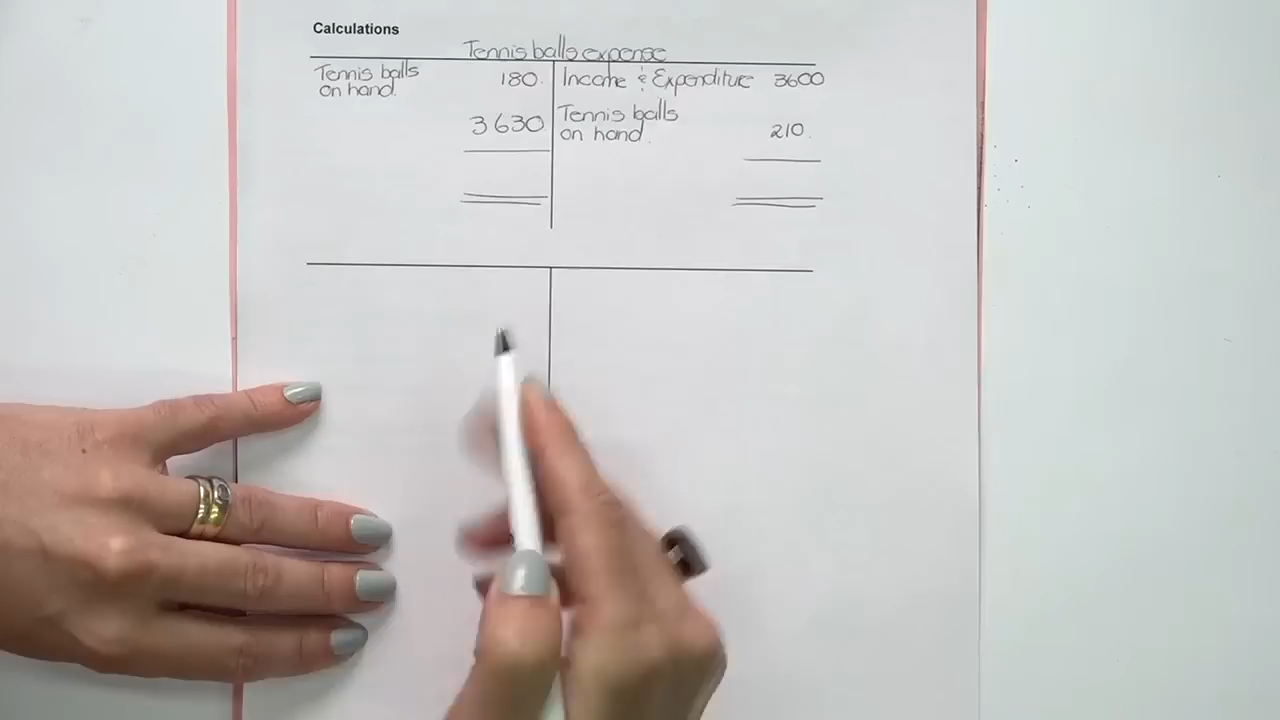 Calculations
Tennis balls expense
Tennis balls on hand. 180.
3630
Income & Expenditure 3600
Tennis balls on hand. 210.